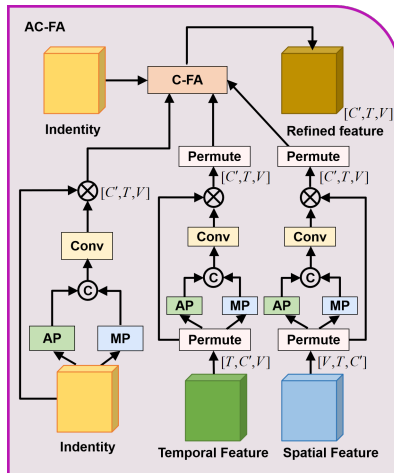 AC-FA
C-FA
Indentity
Refined feature
[C',T,V]
Permute
Permute
[C',T,V]
[C',T,V]
[C',T,V]
Conv
Conv
Conv
C
C
C
AP
MP
AP
MP
AP
MP
Permute
Permute
[T,C',V]
[V,T,C']
Indentity
Temporal Feature
Spatial Feature